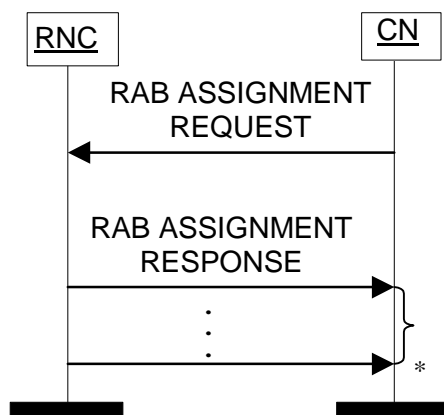 RNC
CN
RAB ASSIGNMENT
REQUEST
RAB ASSIGNMENT
RESPONSE
*